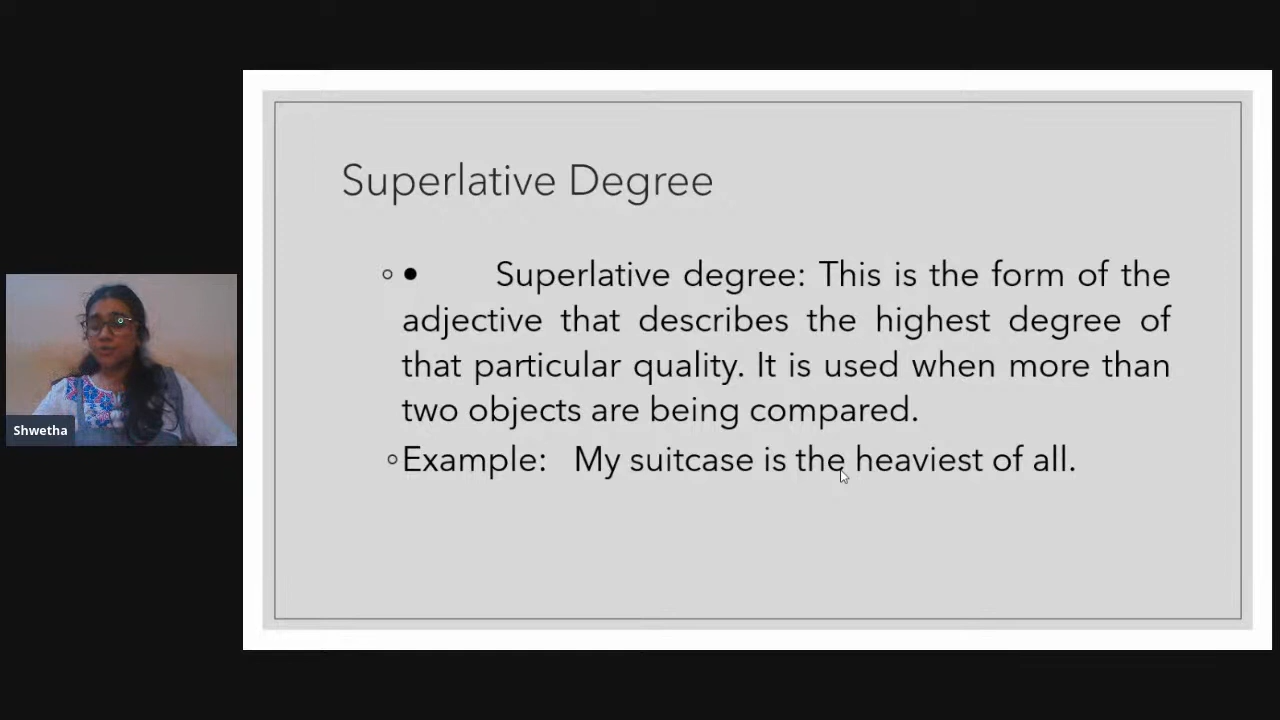 Superlative Degree
• Superlative degree: This is the form of the
adjective that describes the highest degree of
that particular quality. It is used when more than
two objects are being compared.
Example: My suitcase is the heaviest of all.
Shwetha